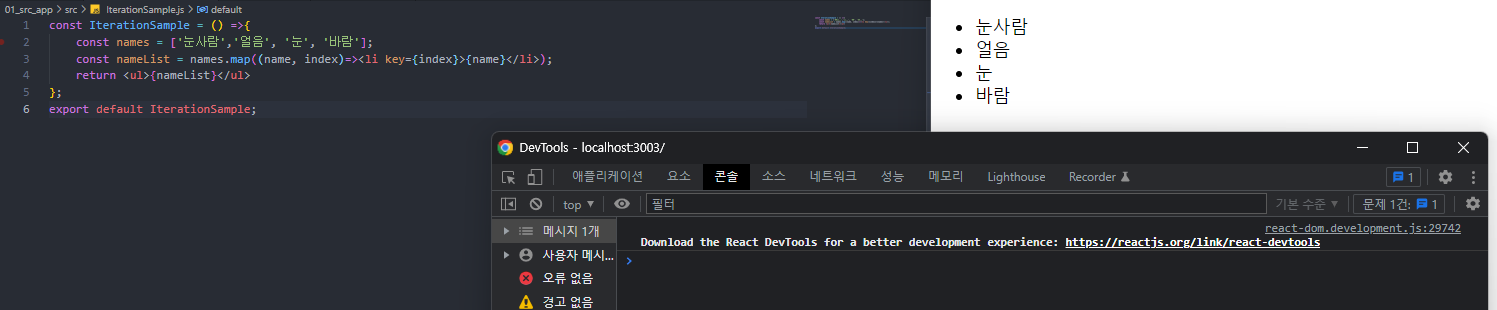 01_src_app > src > IterationSample.js > default
1 const IterationSample = () =>{
2 const names = ['눈사람','얼음', '눈', '바람'];
3 const nameList = names.map((name, index)=><li key={index}>{name}</li>);
4 return <ul>{nameList}</ul>
5 };
6 export default IterationSample;
• 눈사람
• 얼음
• 눈
• 바람
DevTools - localhost:3003/
애플리케이션 요소 콘솔 소스 네트워크 성능 메모리 Lighthouse Recorder 1
top 필터 기본 수준 문제 1건: 1
메시지 1개
react-dom.development.js:29742
Download the React DevTools for a better development experience: https://reactjs.org/link/react-devtools
사용자 메시...
오류 없음
경고 없음